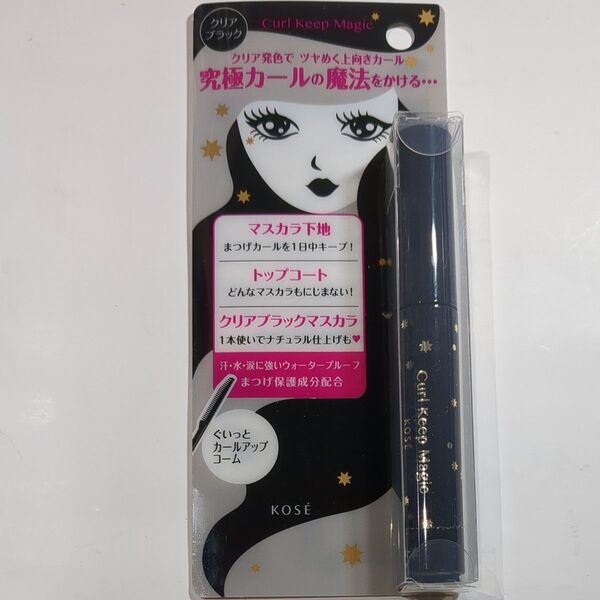 クリア
ブラック
Curl Keep Magic
クリア発色で ツヤめく上向きカール
究極カールの魔法をかける…
マスカラ下地
まつげカールを1日中キープ！
トップコート
どんなマスカラもにじまない！
クリアブラックマスカラ
1本使いでナチュラル仕上げも♥
汗・水・涙に強いウォータープルーフ
まつげ保護成分配合
ぐいっと
カールアップ
コーム
KOSÉ
Curl Keep Magic
KOSÉ